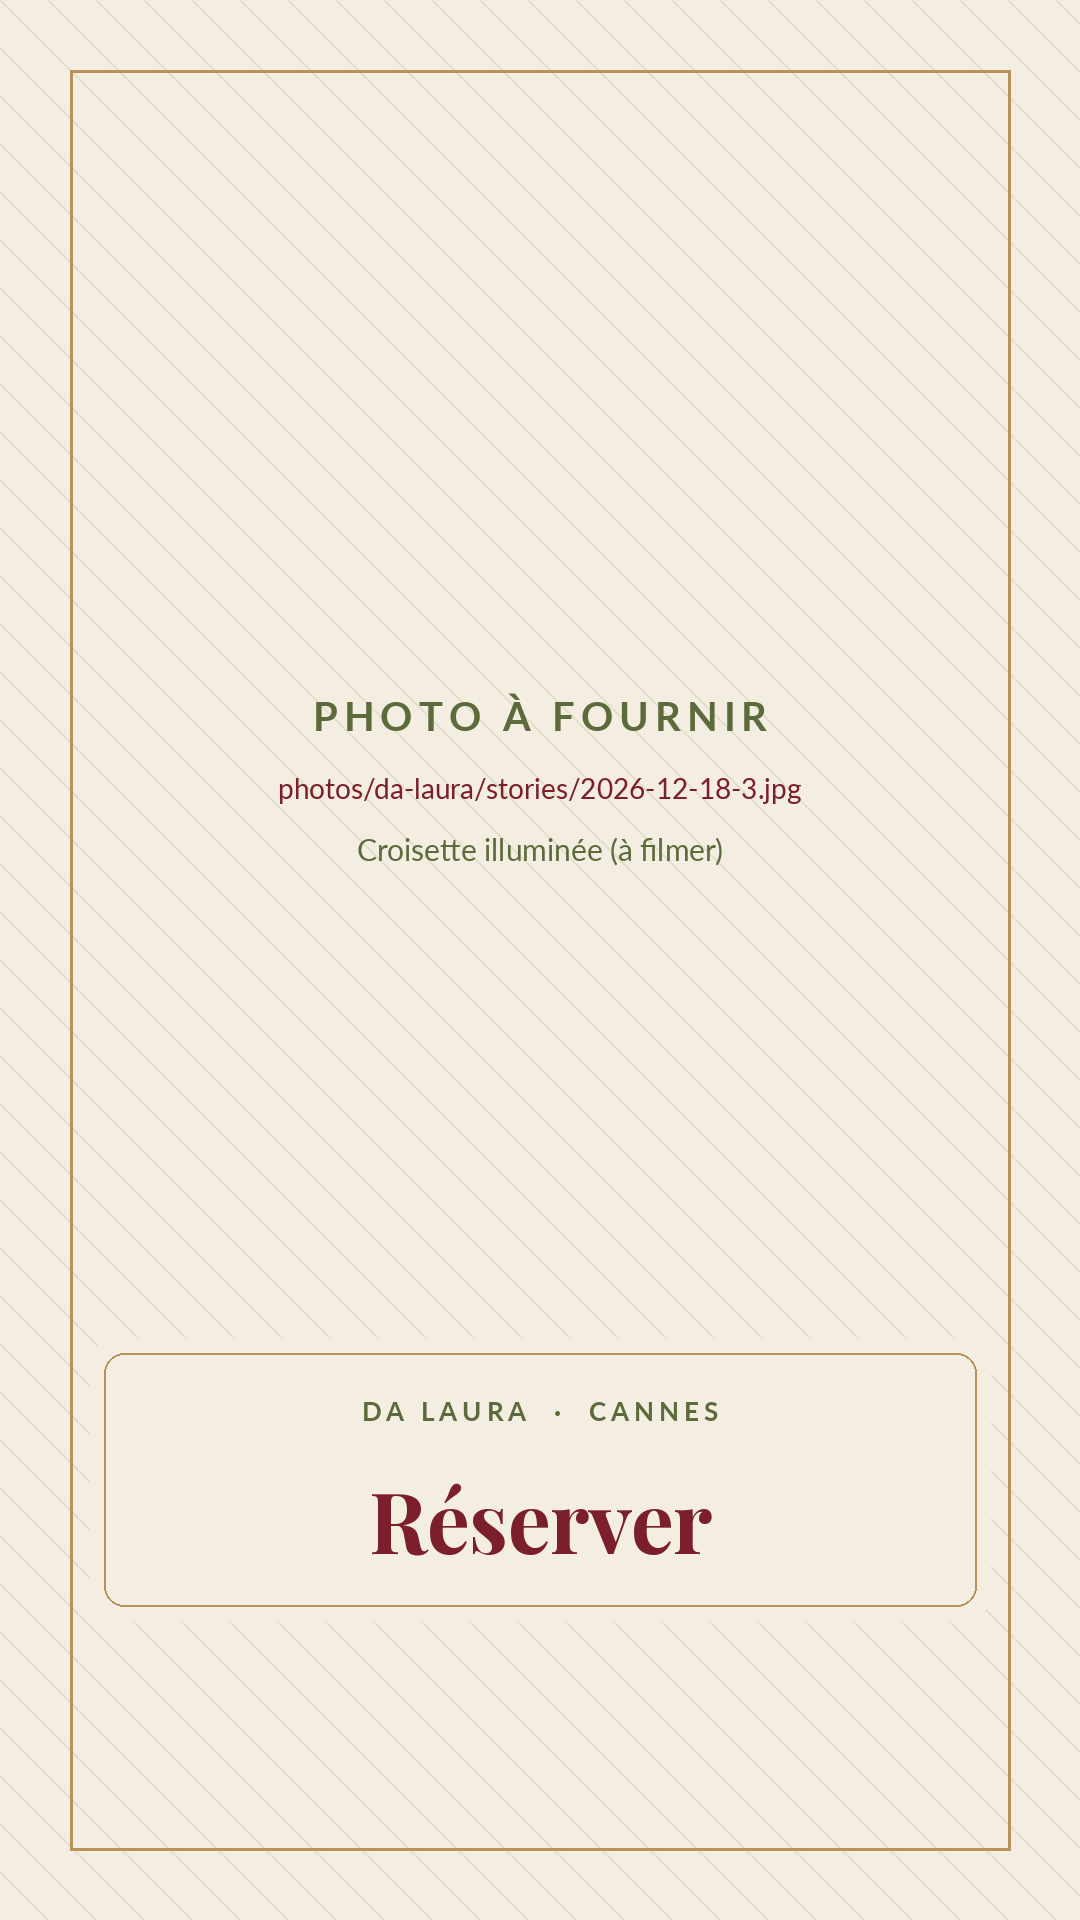 PHOTO À FOURNIR
photos/da-laura/stories/2026-12-18-3.jpg
Croisette illuminée (à filmer)
DA LAURA · CANNES
Réserver